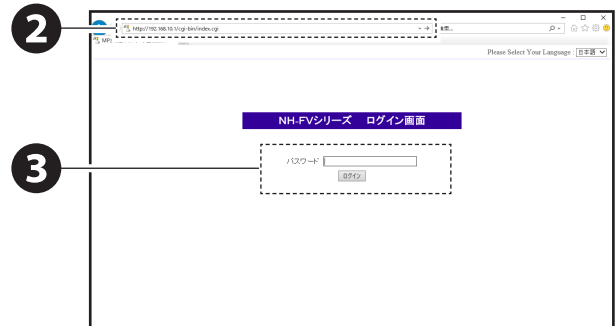 2
http://192.168.10.1/cgi-bin/index.cgi
検索...
Please Select Your Language : 日本語
NH-FVシリーズ ログイン画面
3
パスワード
ログイン